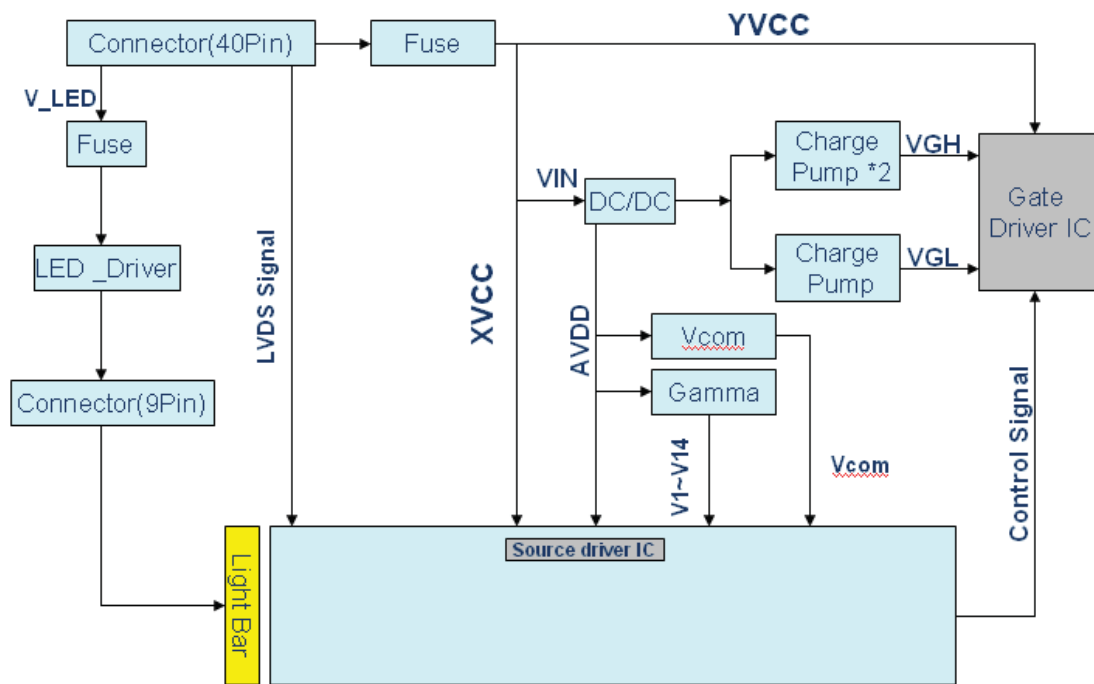 Connector(40Pin)
Fuse
YVCC
V_LED
Fuse
LED _Driver
Connector(9Pin)
LVDS Signal
XVCC
VIN
DC/DC
AVDD
Charge
Pump *2
VGH
Charge
Pump
VGL
Gate
Driver IC
Vcom
Gamma
V1~V14
Vcom
Control Signal
Light Bar
Source driver IC